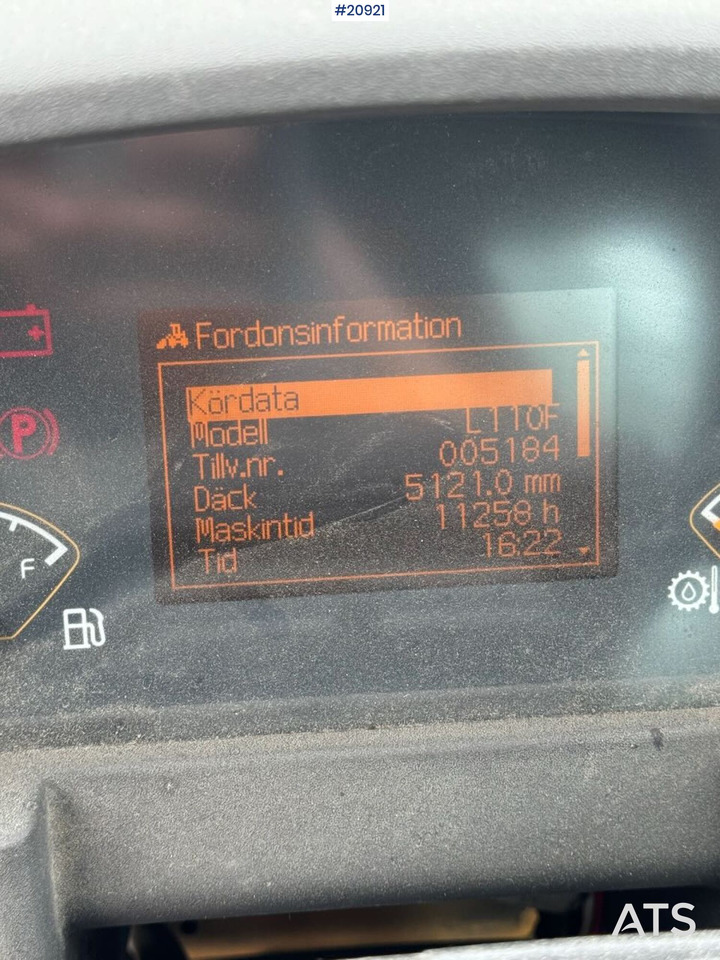 #20921
Fordonsinformation
Kördata
Modell L110F
Tillv.nr. 005184
Däck 5121.0 mm
Maskintid 11258 h
Tid 16:22
P
F
ATS